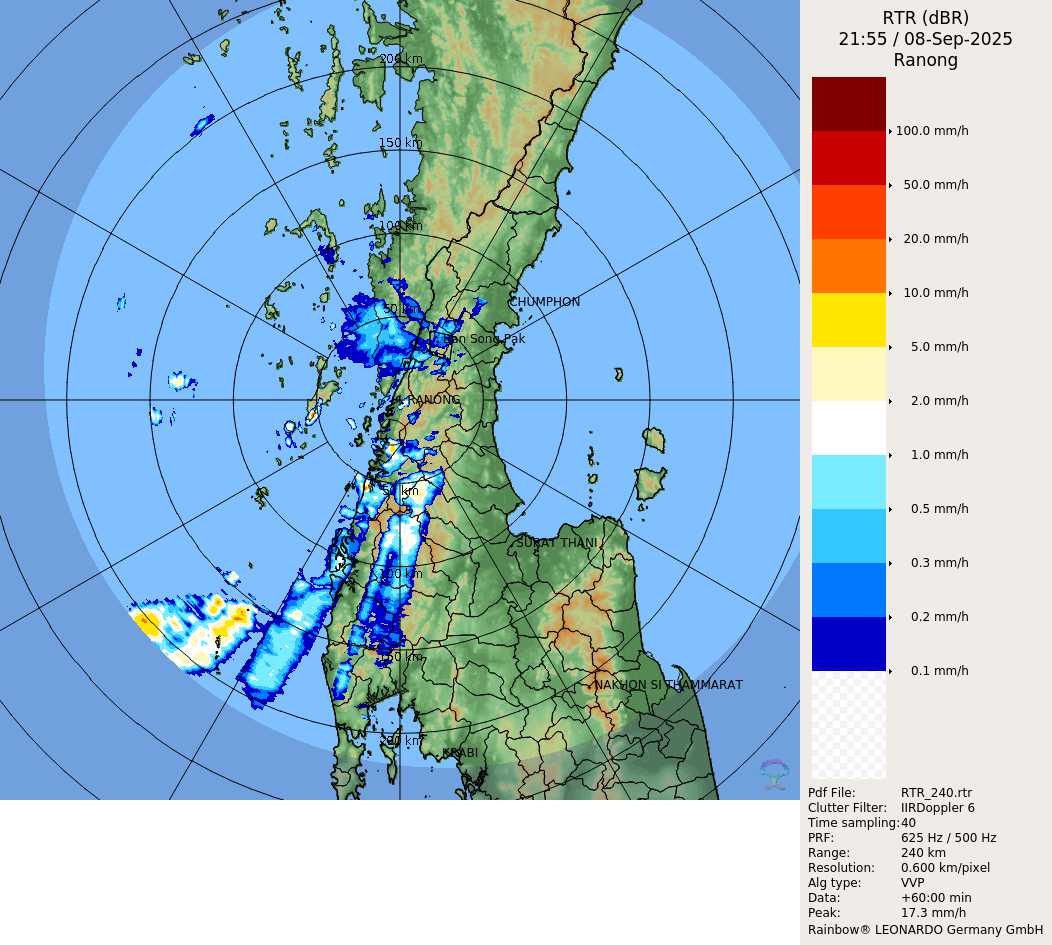 RTR (dBR)
21:55 / 08-Sep-2025
Ranong
200 km
150 km
100 km
50 km
CHUMPHON
Ban Song Pak
RANONG
50 km
SURAT THANI
100 km
150 km
NAKHON SI THAMMARAT
200 km
KRABI
100.0 mm/h
50.0 mm/h
20.0 mm/h
10.0 mm/h
5.0 mm/h
2.0 mm/h
1.0 mm/h
0.5 mm/h
0.3 mm/h
0.2 mm/h
0.1 mm/h
Pdf File: RTR_240.rtr
Clutter Filter: IIRDoppler 6
Time sampling: 40
PRF: 625 Hz / 500 Hz
Range: 240 km
Resolution: 0.600 km/pixel
Alg type: VVP
Data: +60:00 min
Peak: 17.3 mm/h
Rainbow® LEONARDO Germany GmbH